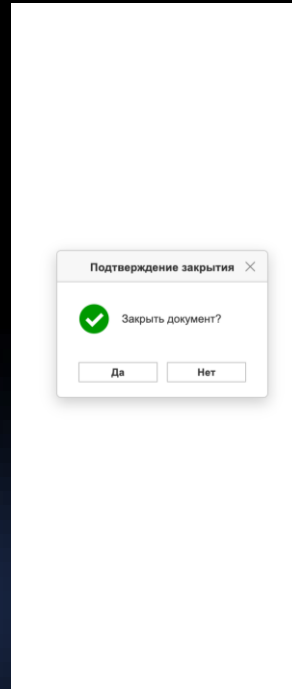 Подтверждение закрытия
Закрыть документ?
Да
Нет